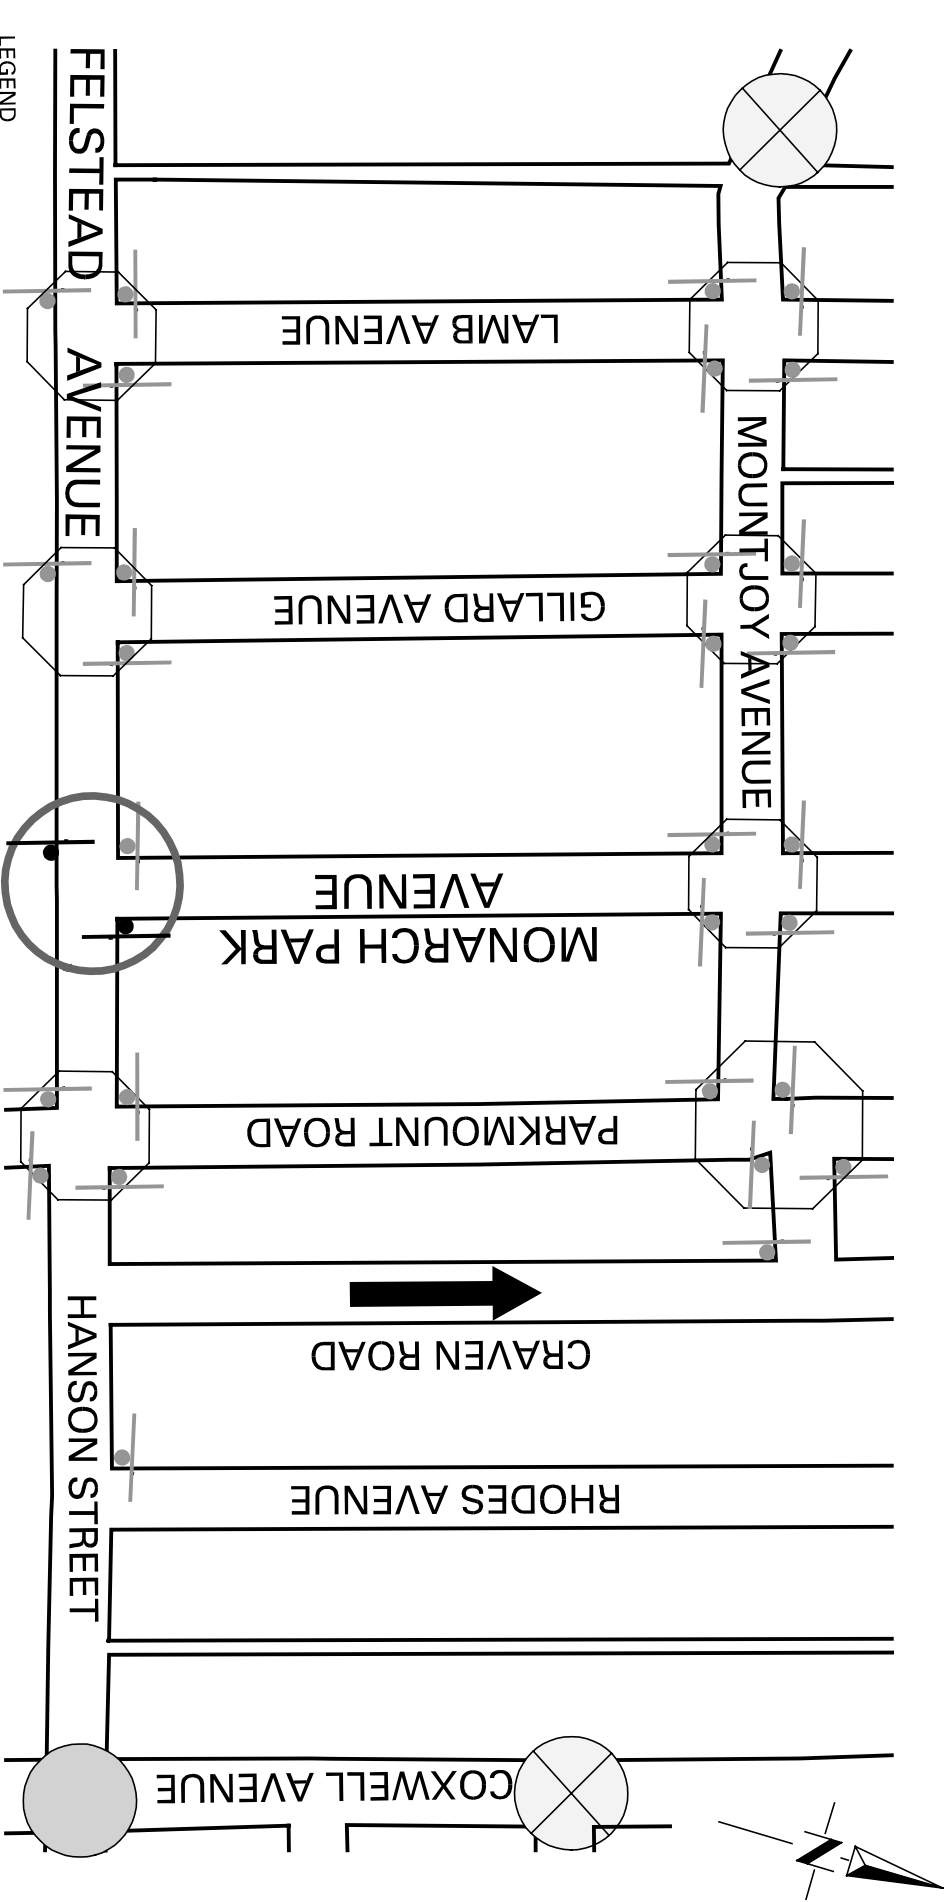 LEGEND
FELSTEAD AVENUE
LAMB AVENUE
MOUNTJOY AVENUE
GILLARD AVENUE
MONARCH PARK
AVENUE
PARKMOUNT ROAD
CRAVEN ROAD
HANSON STREET
RHODES AVENUE
COXWELL AVENUE
N